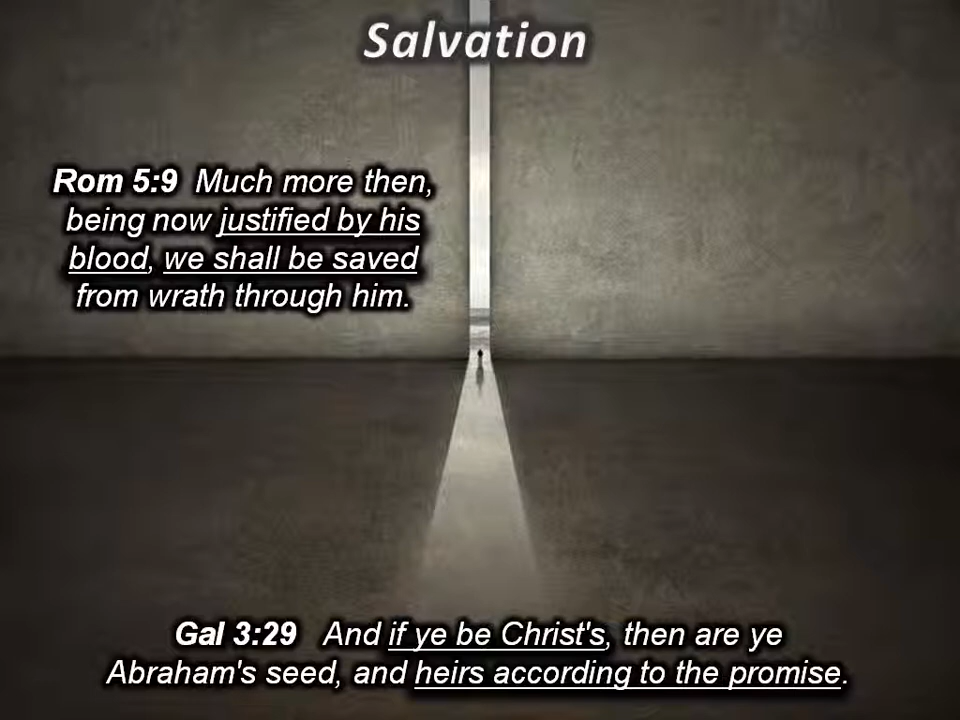 Salvation
Rom 5:9 Much more then,
being now justified by his
blood, we shall be saved
from wrath through him.
Gal 3:29 And if ye be Christ's, then are ye
Abraham's seed, and heirs according to the promise.